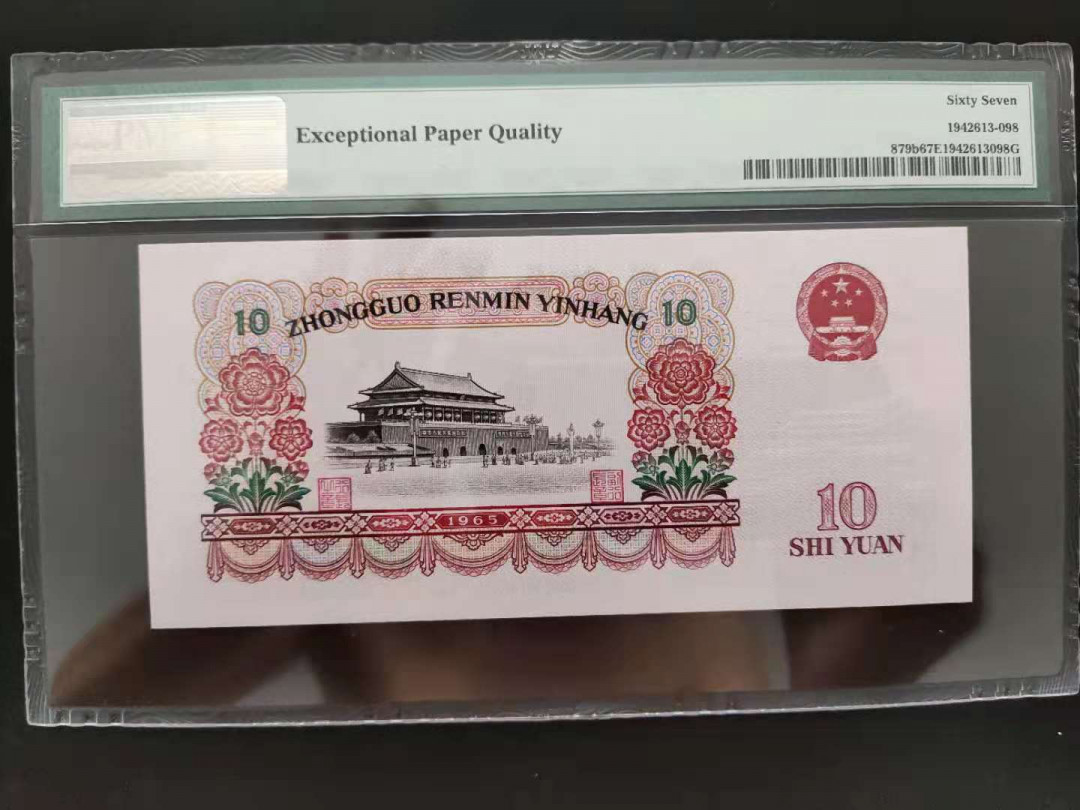 Sixty Seven
Exceptional Paper Quality
1942613-098
879b67E1942613098G
10 ZHONGGUO RENMIN YINHANG 10
1965
10
SHI YUAN